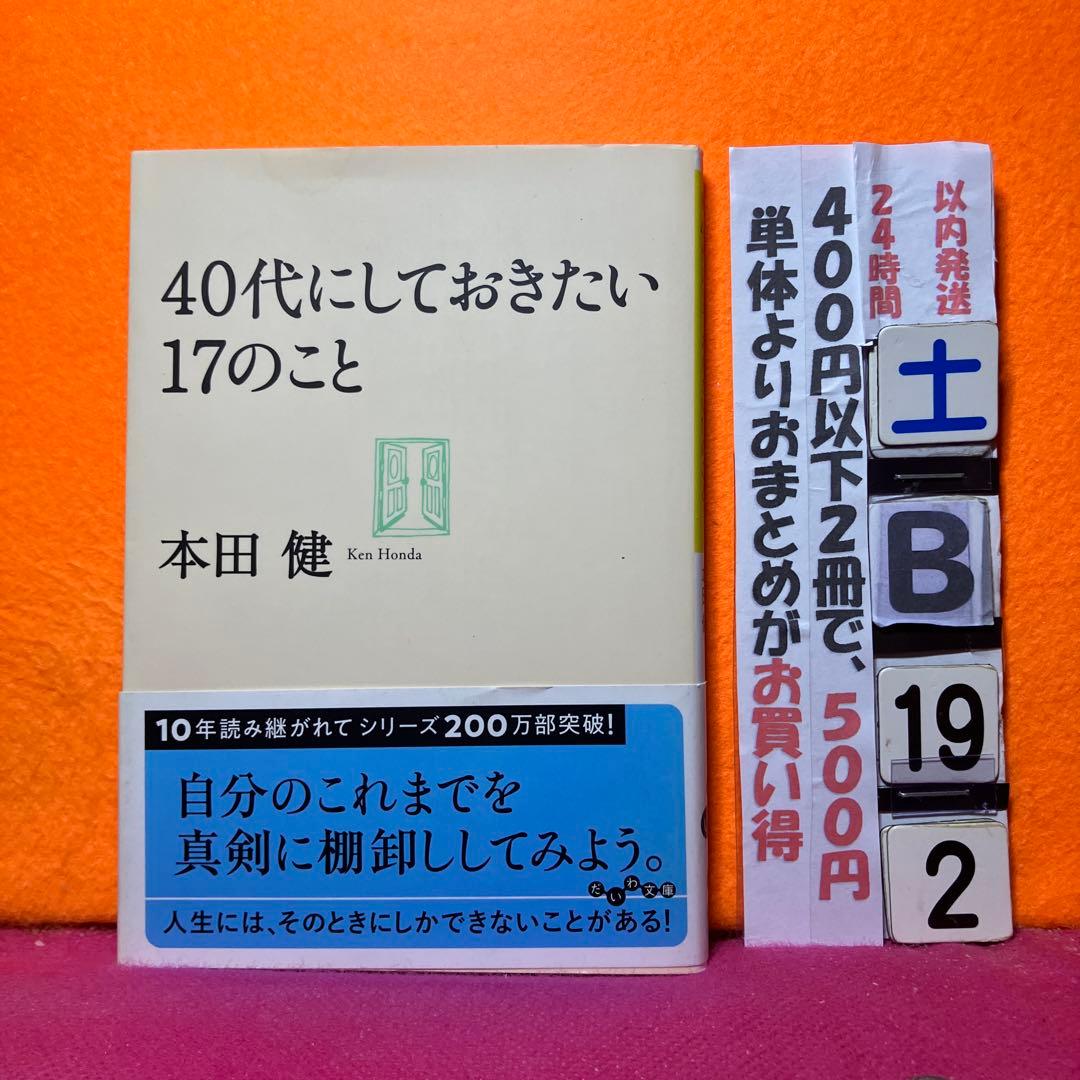 40代にしておきたい
17のこと
本田 健
Ken Honda
10年読み継がれてシリーズ200万部突破!
自分のこれまでを
真剣に棚卸ししてみよう。
だいわ文庫
人生には、そのときにしかできないことがある!
以内発送
24時間
400円以下2冊で、500円
単体よりおまとめがお買い得
土
B
19
2